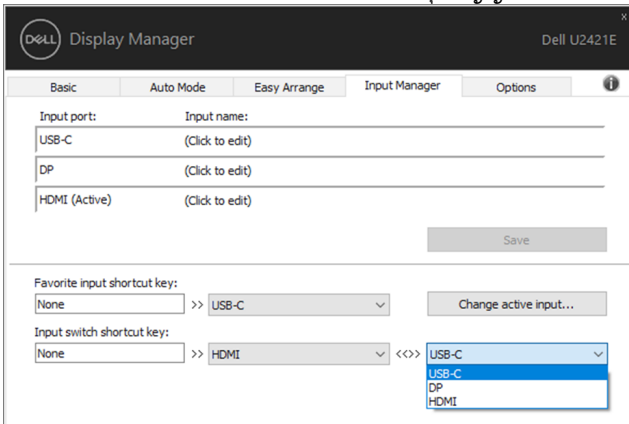 DELL Display Manager
Dell U2421E
x
Basic Auto Mode Easy Arrange Input Manager Options i
Input port: Input name:
USB-C (Click to edit)
DP (Click to edit)
HDMI (Active) (Click to edit)
Save
Favorite input shortcut key:
None >> USB-C Change active input...
Input switch shortcut key:
None >> HDMI <<>> USB-C
USB-C
DP
HDMI